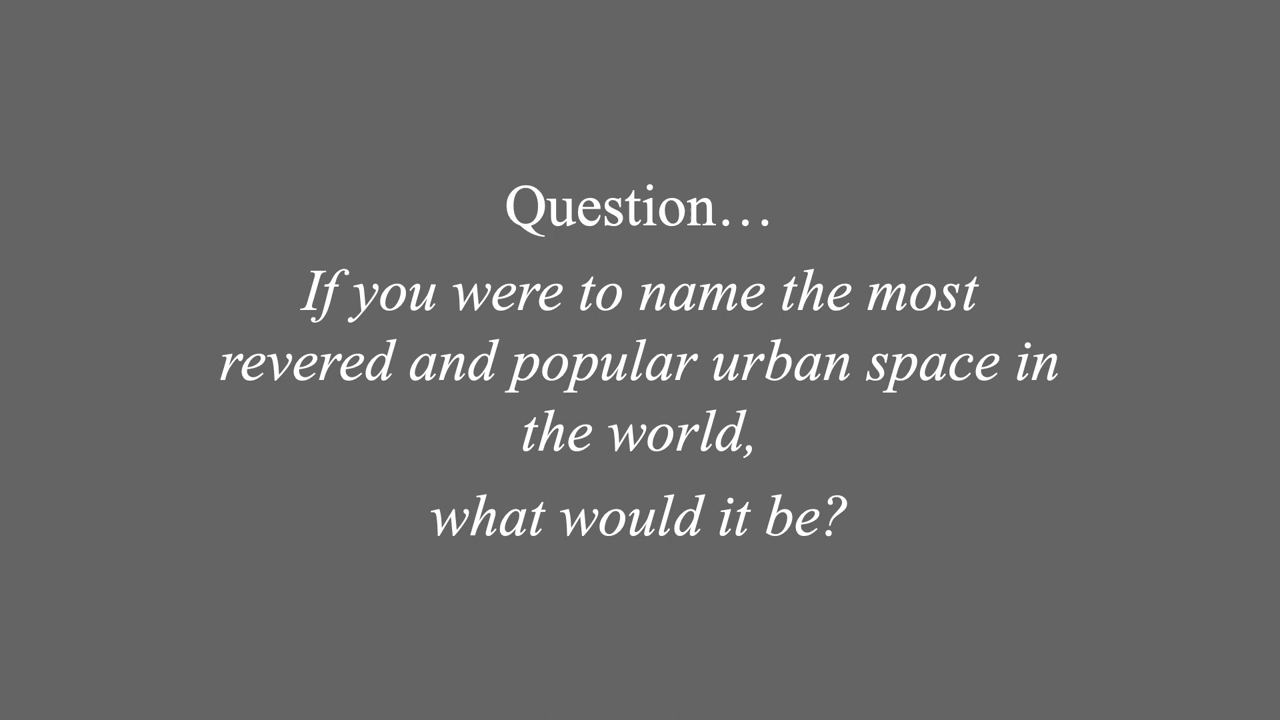 Question…
If you were to name the most
revered and popular urban space in
the world,
what would it be?